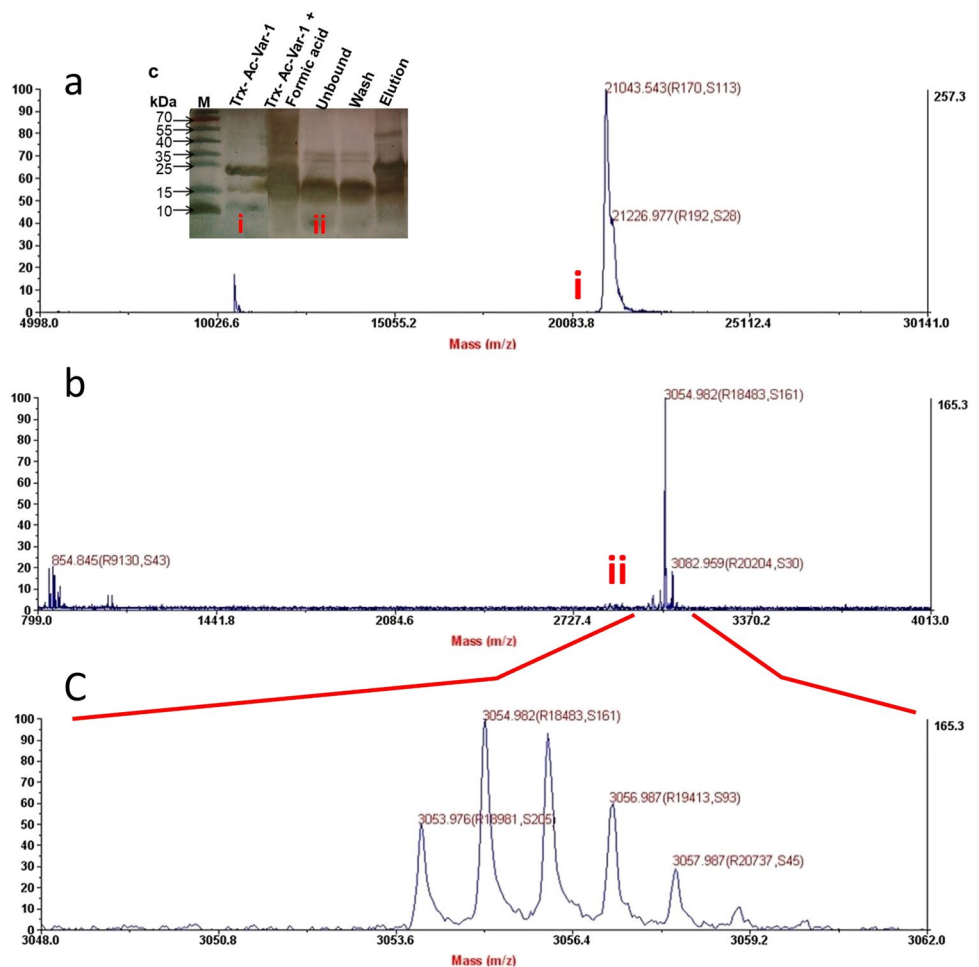 a
c
kDa
M
Trx- Ac-Var-1
Trx- Ac-Var-1 +
Formic acid
Unbound
Wash
Elution
70
55
40
35
25
15
10
i
ii
100
90
80
70
60
50
40
30
20
10
0
21043.543(R170,S113)
21226.977(R192,S28)
257.3
i
4998.0
10026.6
15055.2
20083.8
25112.4
30141.0
Mass (m/z)
b
100
90
80
70
60
50
40
30
20
10
0
3054.982(R18483,S161)
165.3
854.845(R9130,S43)
ii
3082.959(R20204,S30)
799.0
1441.8
2084.6
2727.4
3370.2
4013.0
Mass (m/z)
C
100
90
80
70
60
50
40
30
20
10
0
3054.982(R18483,S161)
165.3
3056.987(R19413,S93)
3053.976(R18981,S205)
3057.987(R20737,S45)
3048.0
3050.8
3053.6
3056.4
3059.2
3062.0
Mass (m/z)